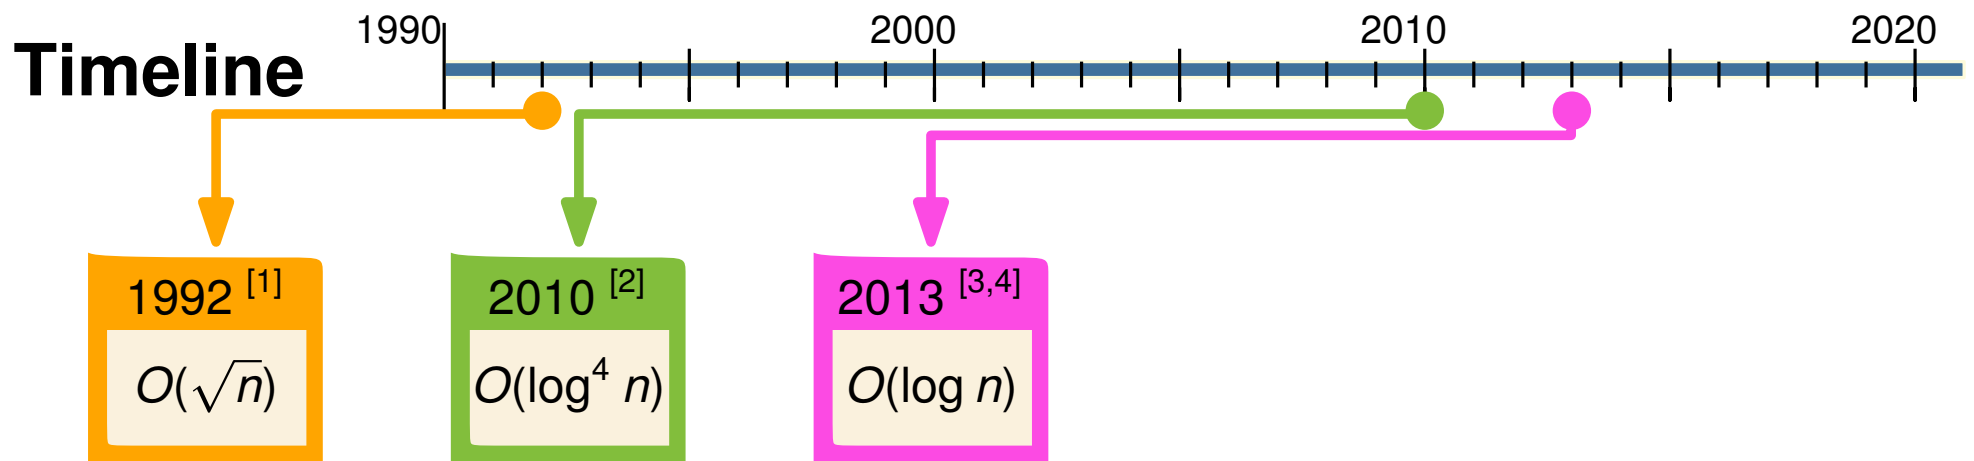 1990 2000 2010 2020
Timeline
1992 [1] 2010 [2] 2013 [3,4]
O(√n) O(log⁴ n) O(log n)